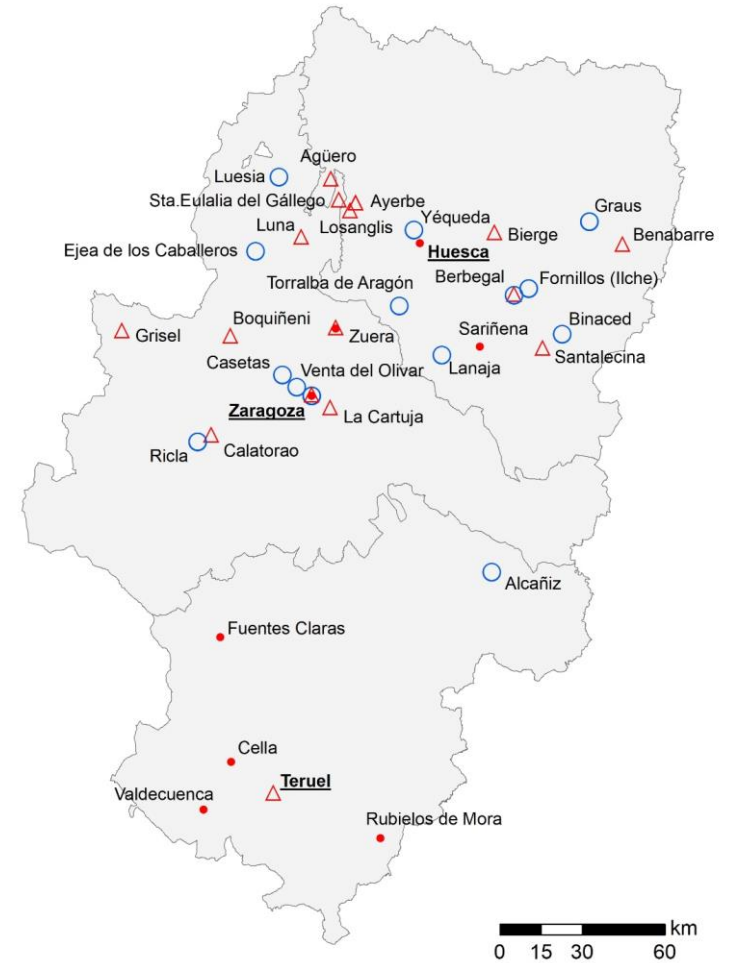 Agüero
Luesia
Sta.Eulalia del Gállego
Ayerbe
Graus
Luna
Losanglis
Yéqueda
Bierge
Benabarre
Ejea de los Caballeros
Huesca
Berbegal
Fornillos (Ilche)
Torralba de Aragón
Boquiñeni
Binaced
Grisel
Zuera
Sariñena
Santalecina
Casetas
Venta del Olivar
Lanaja
Zaragoza
La Cartuja
Ricla
Calatorao
Alcañiz
Fuentes Claras
Cella
Teruel
Valdecuenca
Rubielos de Mora
km
0 15 30 60